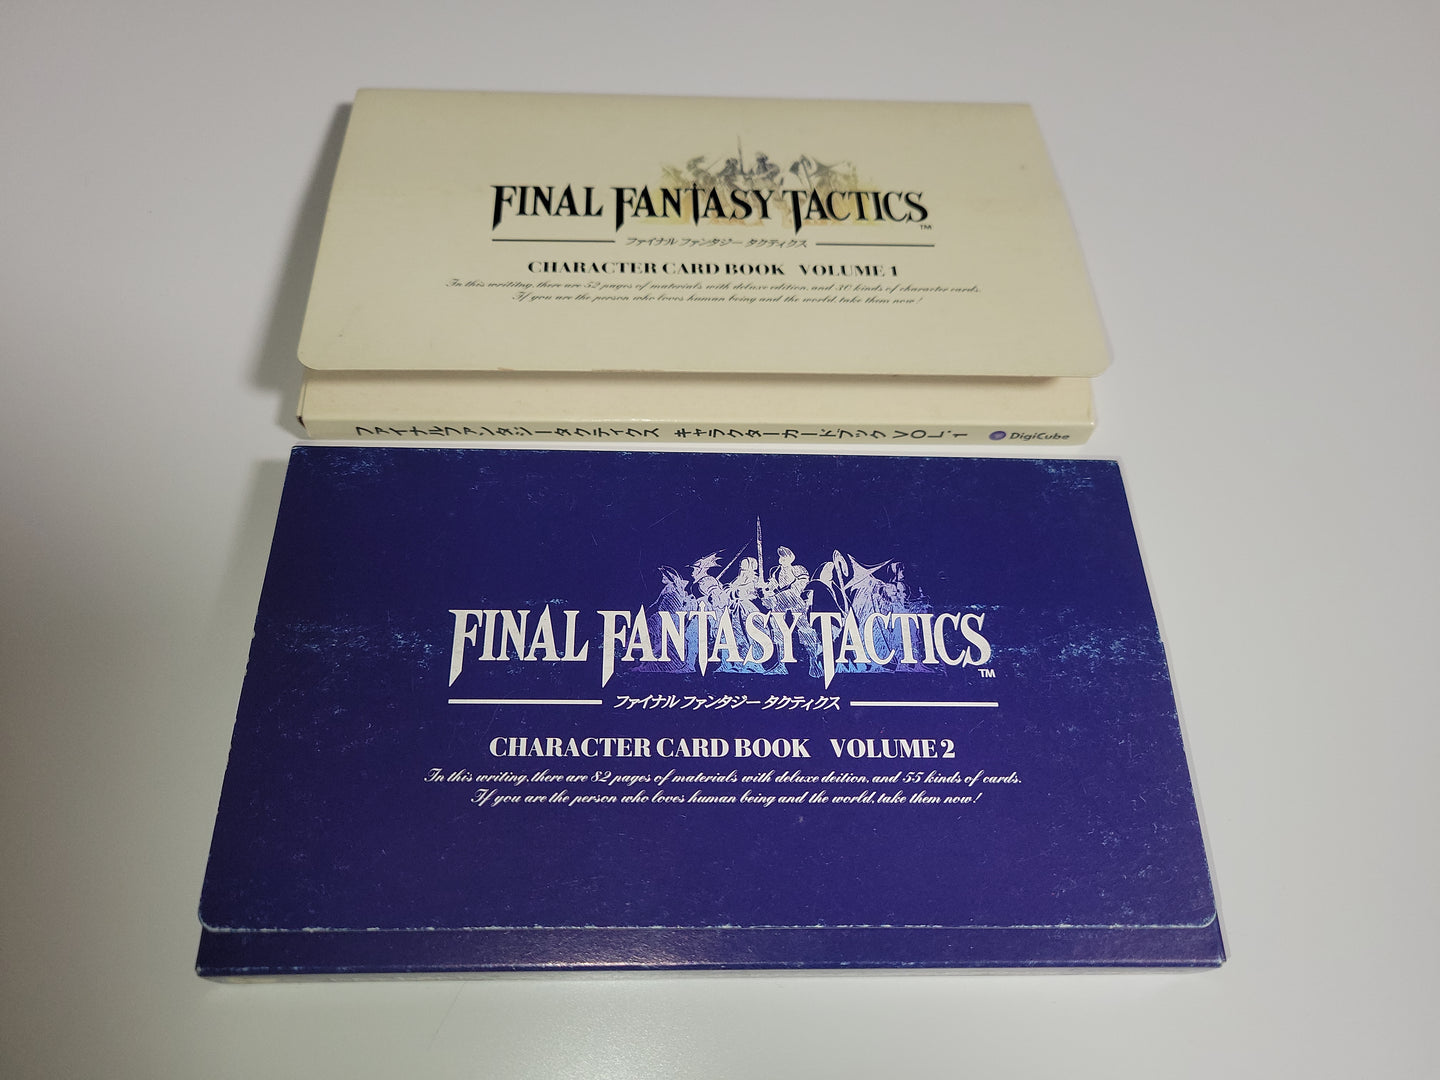 FINAL FANTASY TACTICS™
ファイナルファンタジー タクティクス
CHARACTER CARD BOOK VOLUME 1
In this writitng, there are 52 pages of materials with deluxe edition, and 30 kinds of character cards.
If you are the person who loves human being and the world, take them now!
ファイナルファンタジータクティクス キャラクターカードブック VOL.1 DigiCube
FINAL FANTASY TACTICS™
ファイナルファンタジー タクティクス
CHARACTER CARD BOOK VOLUME 2
In this writing, there are 82 pages of materials with deluxe deition, and 55 kinds of cards.
If you are the person who loves human being and the world, take them now!